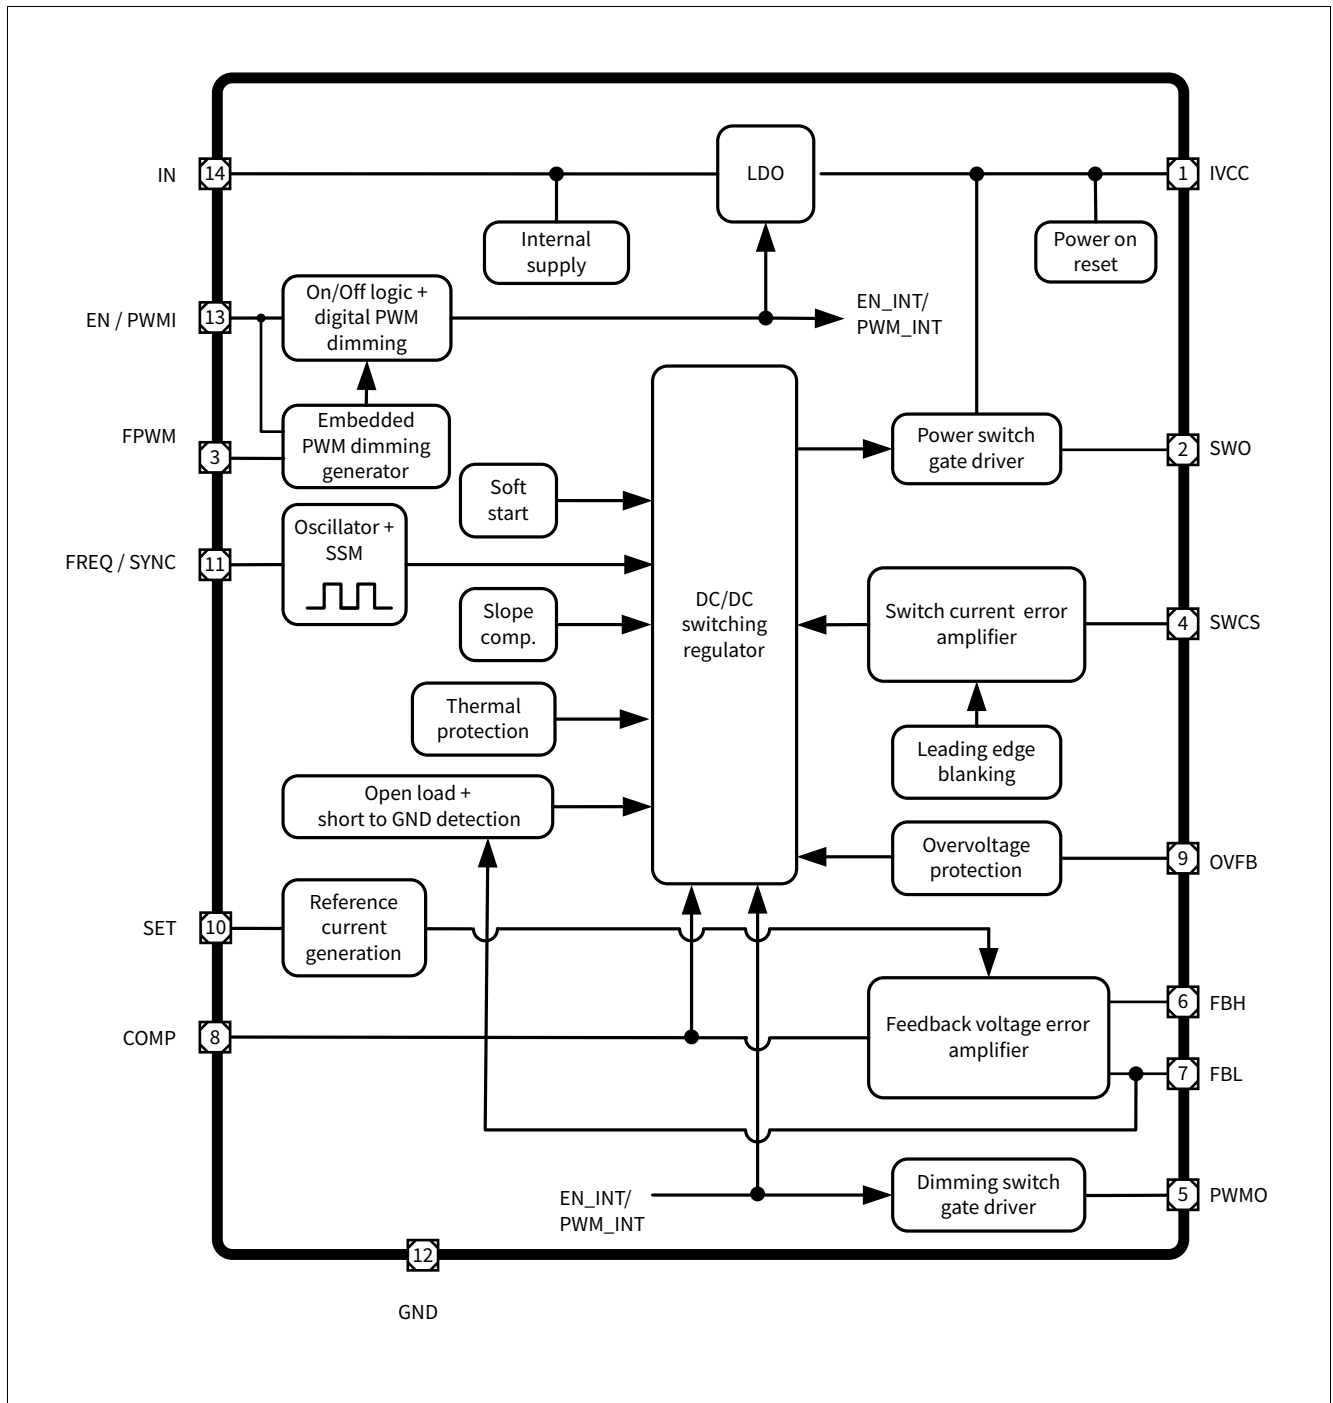 IN
14
LDO
1
IVCC
Internal
supply
Power on
reset
EN / PWMI
13
On/Off logic +
digital PWM
dimming
EN_INT/
PWM_INT
FPWM
3
Embedded
PWM dimming
generator
Power switch
gate driver
2
SWO
Soft
start
FREQ / SYNC
11
Oscillator +
SSM
DC/DC
switching
regulator
Slope
comp.
Switch current error
amplifier
4
SWCS
Thermal
protection
Leading edge
blanking
Open load +
short to GND detection
Overvoltage
protection
9
OVFB
SET
10
Reference
current
generation
6
FBH
COMP
8
Feedback voltage error
amplifier
7
FBL
EN_INT/
PWM_INT
Dimming switch
gate driver
5
PWMO
12
GND